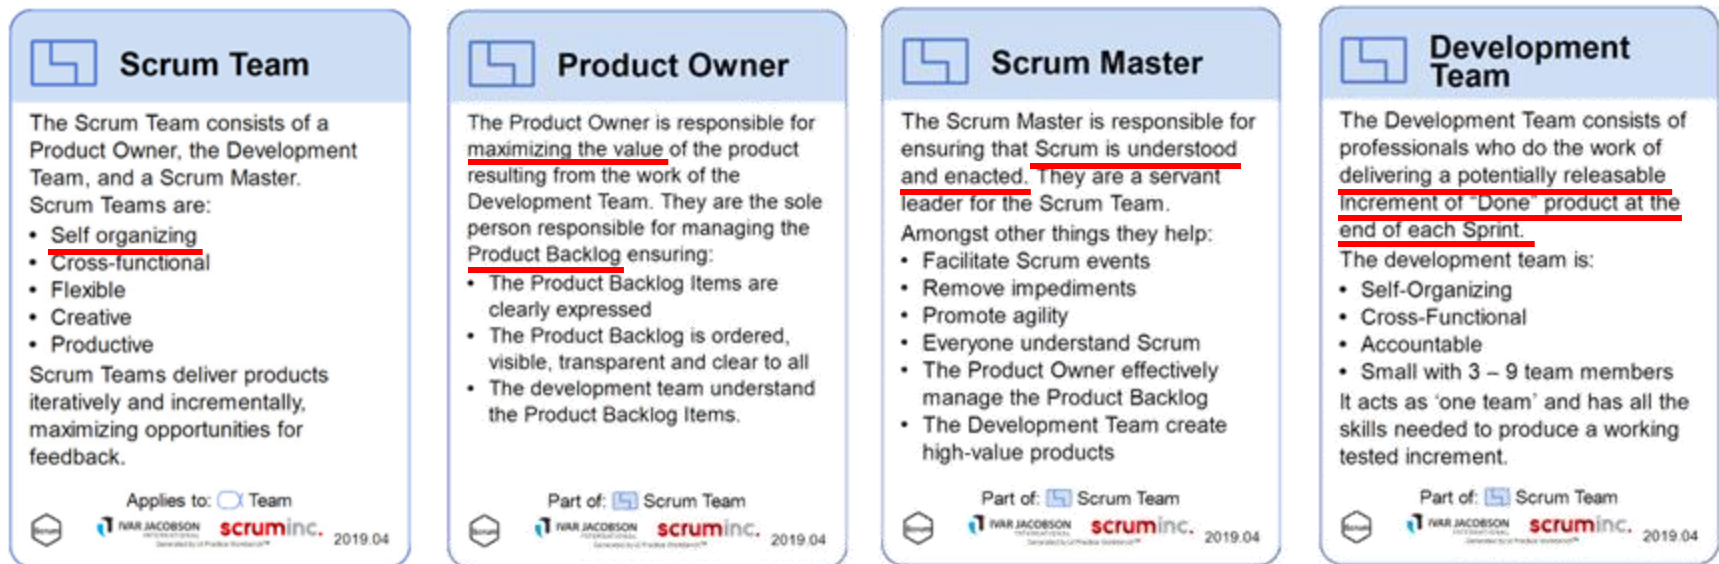 Scrum Team
The Scrum Team consists of a
Product Owner, the Development
Team, and a Scrum Master.
Scrum Teams are:
• Self organizing
• Cross-functional
• Flexible
• Creative
• Productive
Scrum Teams deliver products
iteratively and incrementally,
maximizing opportunities for
feedback.
Applies to: Team
Scrum
IVAR JACOBSON
INTERNATIONAL
scruminc.
2019.04
Product Owner
The Product Owner is responsible for
maximizing the value of the product
resulting from the work of the
Development Team. They are the sole
person responsible for managing the
Product Backlog ensuring:
• The Product Backlog Items are
clearly expressed
• The Product Backlog is ordered,
visible, transparent and clear to all
• The development team understand
the Product Backlog Items.
Part of: Scrum Team
Scrum
IVAR JACOBSON
INTERNATIONAL
scruminc.
2019.04
Scrum Master
The Scrum Master is responsible for
ensuring that Scrum is understood
and enacted. They are a servant
leader for the Scrum Team.
Amongst other things they help:
• Facilitate Scrum events
• Remove impediments
• Promote agility
• Everyone understand Scrum
• The Product Owner effectively
manage the Product Backlog
• The Development Team create
high-value products
Part of: Scrum Team
Scrum
IVAR JACOBSON
INTERNATIONAL
scruminc.
2019.04
Development
Team
The Development Team consists of
professionals who do the work of
delivering a potentially releasable
Increment of "Done" product at the
end of each Sprint.
The development team is:
• Self-Organizing
• Cross-Functional
• Accountable
• Small with 3 – 9 team members
It acts as ‘one team’ and has all the
skills needed to produce a working
tested increment.
Part of: Scrum Team
Scrum
IVAR JACOBSON
INTERNATIONAL
scruminc.
2019.04